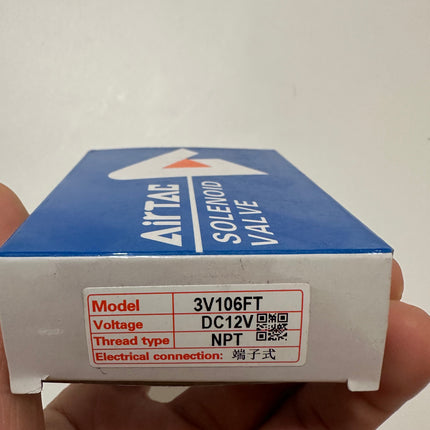 AirTAC
SOLENOID
VALVE
Model 3V106FT
Voltage DC12V
Thread type NPT
Electrical connection: 端子式